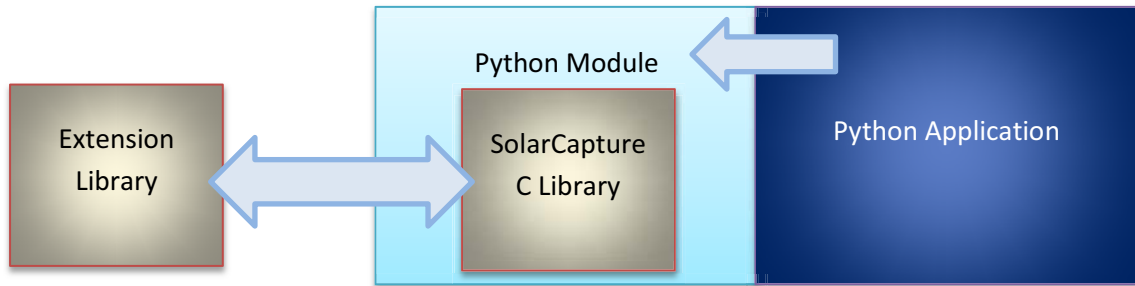 Extension
Library
Python Module
SolarCapture
C Library
Python Application